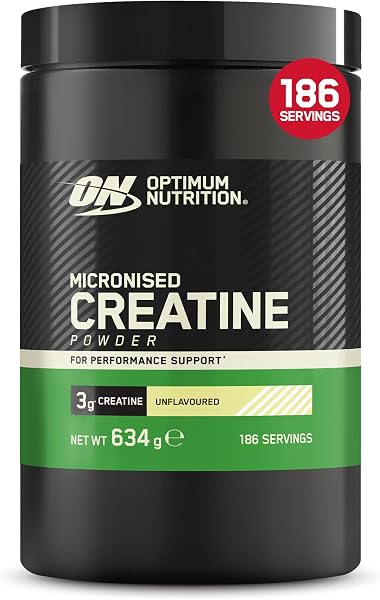 186
SERVINGS
ON OPTIMUM
NUTRITION®
MICRONISED
CREATINE
POWDER
FOR PERFORMANCE SUPPORT*
3g CREATINE UNFLAVOURED
NET WT 634 g ℮ 186 SERVINGS